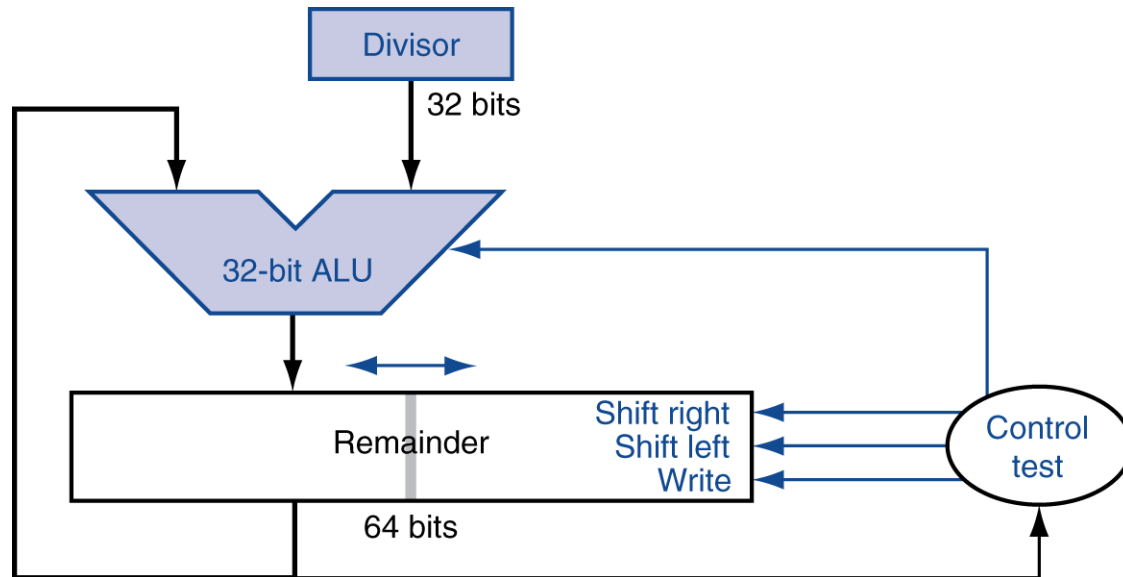 Divisor
32 bits
32-bit ALU
Remainder
Shift right
Shift left
Write
Control
test
64 bits